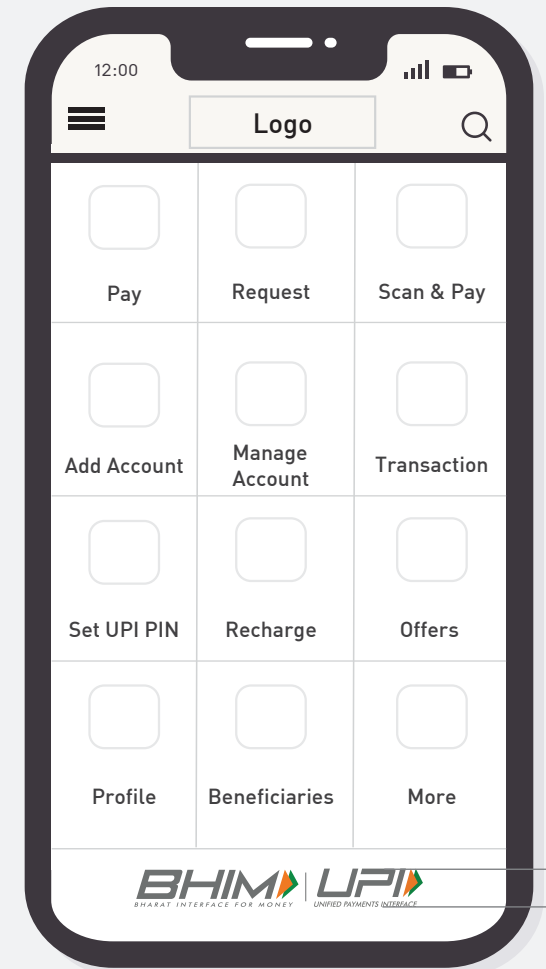 12:00
Logo
Pay
Request
Scan & Pay
Add Account
Manage
Account
Transaction
Set UPI PIN
Recharge
Offers
Profile
Beneficiaries
More
BHIM UPI
BHARAT INTERFACE FOR MONEY UNIFIED PAYMENTS INTERFACE